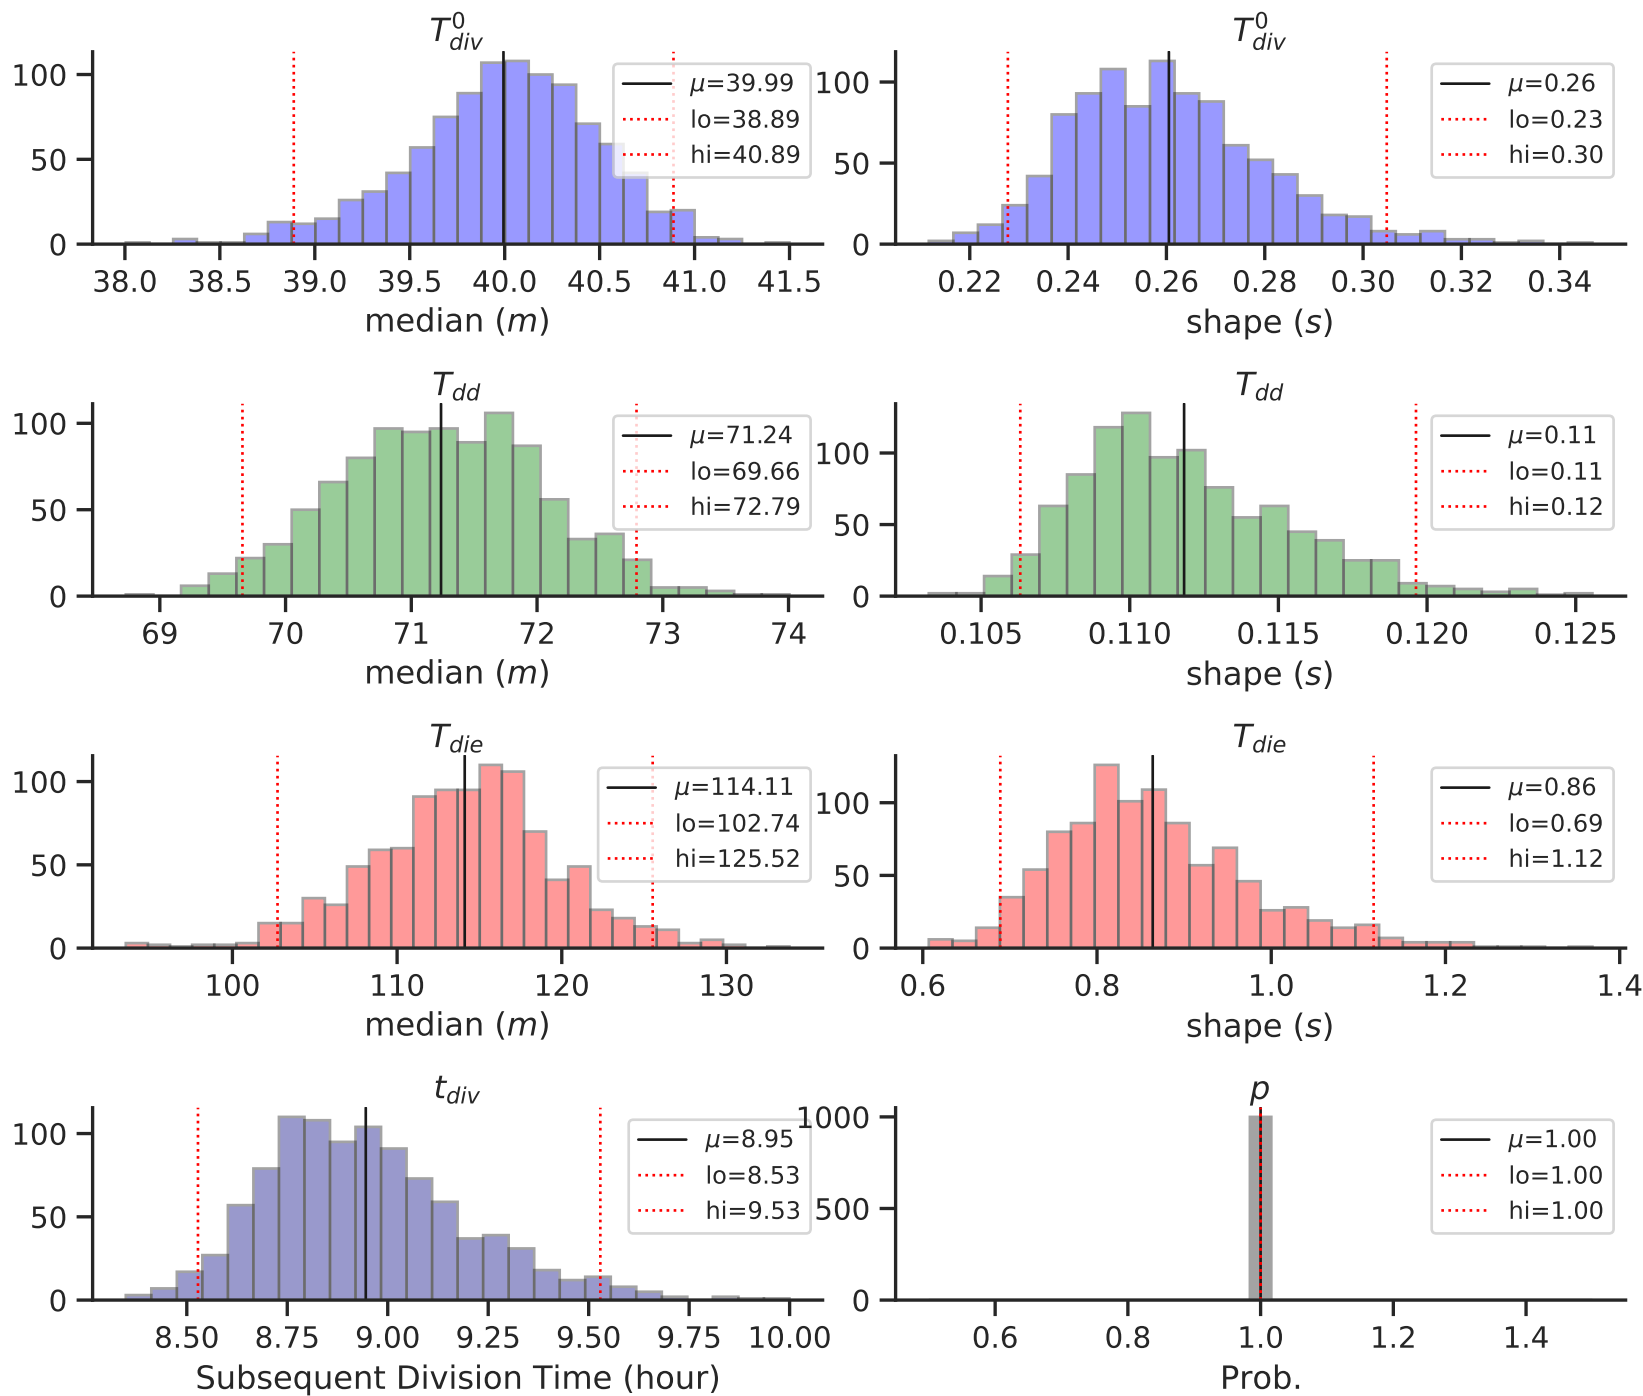 T⁰div
100
50
0
μ=39.99
lo=38.89
hi=40.89
38.0 38.5 39.0 39.5 40.0 40.5 41.0 41.5
median (m)
T⁰div
100
50
0
μ=0.26
lo=0.23
hi=0.30
0.22 0.24 0.26 0.28 0.30 0.32 0.34
shape (s)
Tdd
100
50
0
μ=71.24
lo=69.66
hi=72.79
69 70 71 72 73 74
median (m)
Tdd
100
50
0
μ=0.11
lo=0.11
hi=0.12
0.105 0.110 0.115 0.120 0.125
shape (s)
Tdie
100
50
0
μ=114.11
lo=102.74
hi=125.52
100 110 120 130
median (m)
Tdie
100
50
0
μ=0.86
lo=0.69
hi=1.12
0.6 0.8 1.0 1.2 1.4
shape (s)
tdiv
100
50
0
μ=8.95
lo=8.53
hi=9.53
8.50 8.75 9.00 9.25 9.50 9.75 10.00
Subsequent Division Time (hour)
p
1000
500
0
μ=1.00
lo=1.00
hi=1.00
0.6 0.8 1.0 1.2 1.4
Prob.